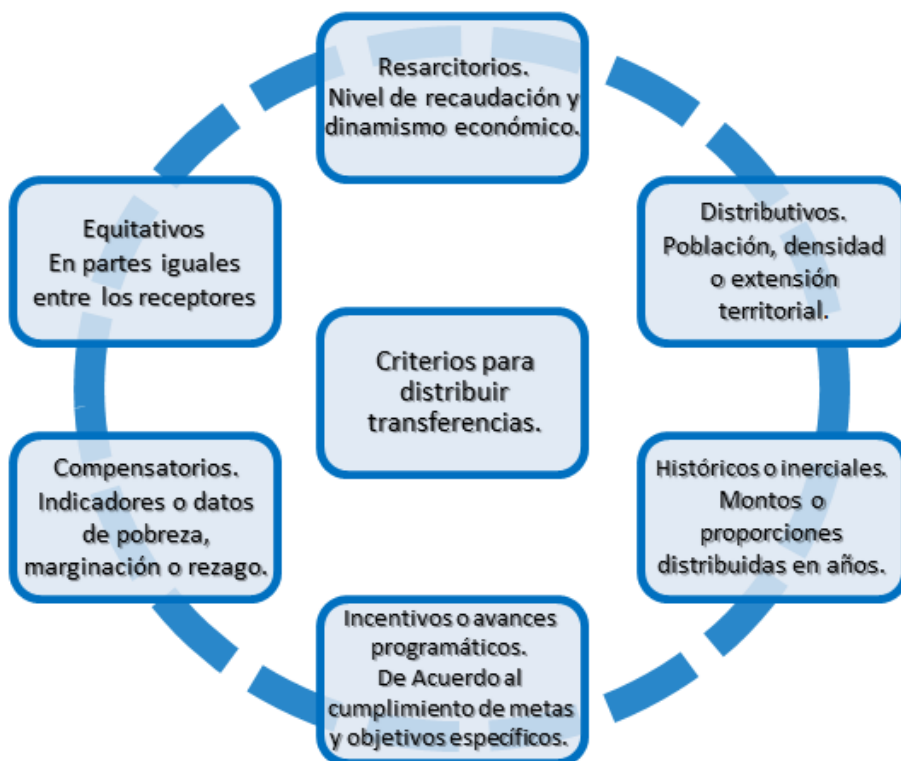 Resarcitorios.
Nivel de recaudación y
dinamismo económico.
Distributivos.
Población, densidad
o extensión
territorial.
Históricos o inerciales.
Montos o
proporciones
distribuidas en años.
Incentivos o avances
programáticos.
De Acuerdo al
cumplimiento de metas
y objetivos específicos.
Compensatorios.
Indicadores o datos
de pobreza,
marginación o rezago.
Equitativos
En partes iguales
entre los receptores
Criterios para
distribuir
transferencias.